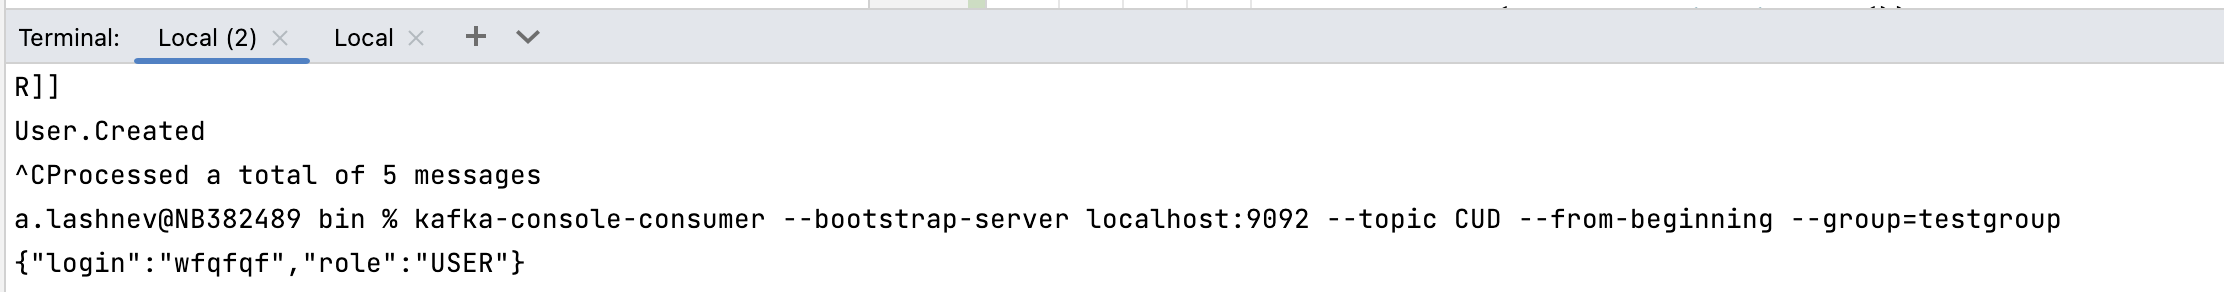 Terminal: Local (2) Local
R]]
User.Created
^CProcessed a total of 5 messages
a.lashnev@NB382489 bin % kafka-console-consumer --bootstrap-server localhost:9092 --topic CUD --from-beginning --group=testgroup
{"login":"wfqfqf","role":"USER"}